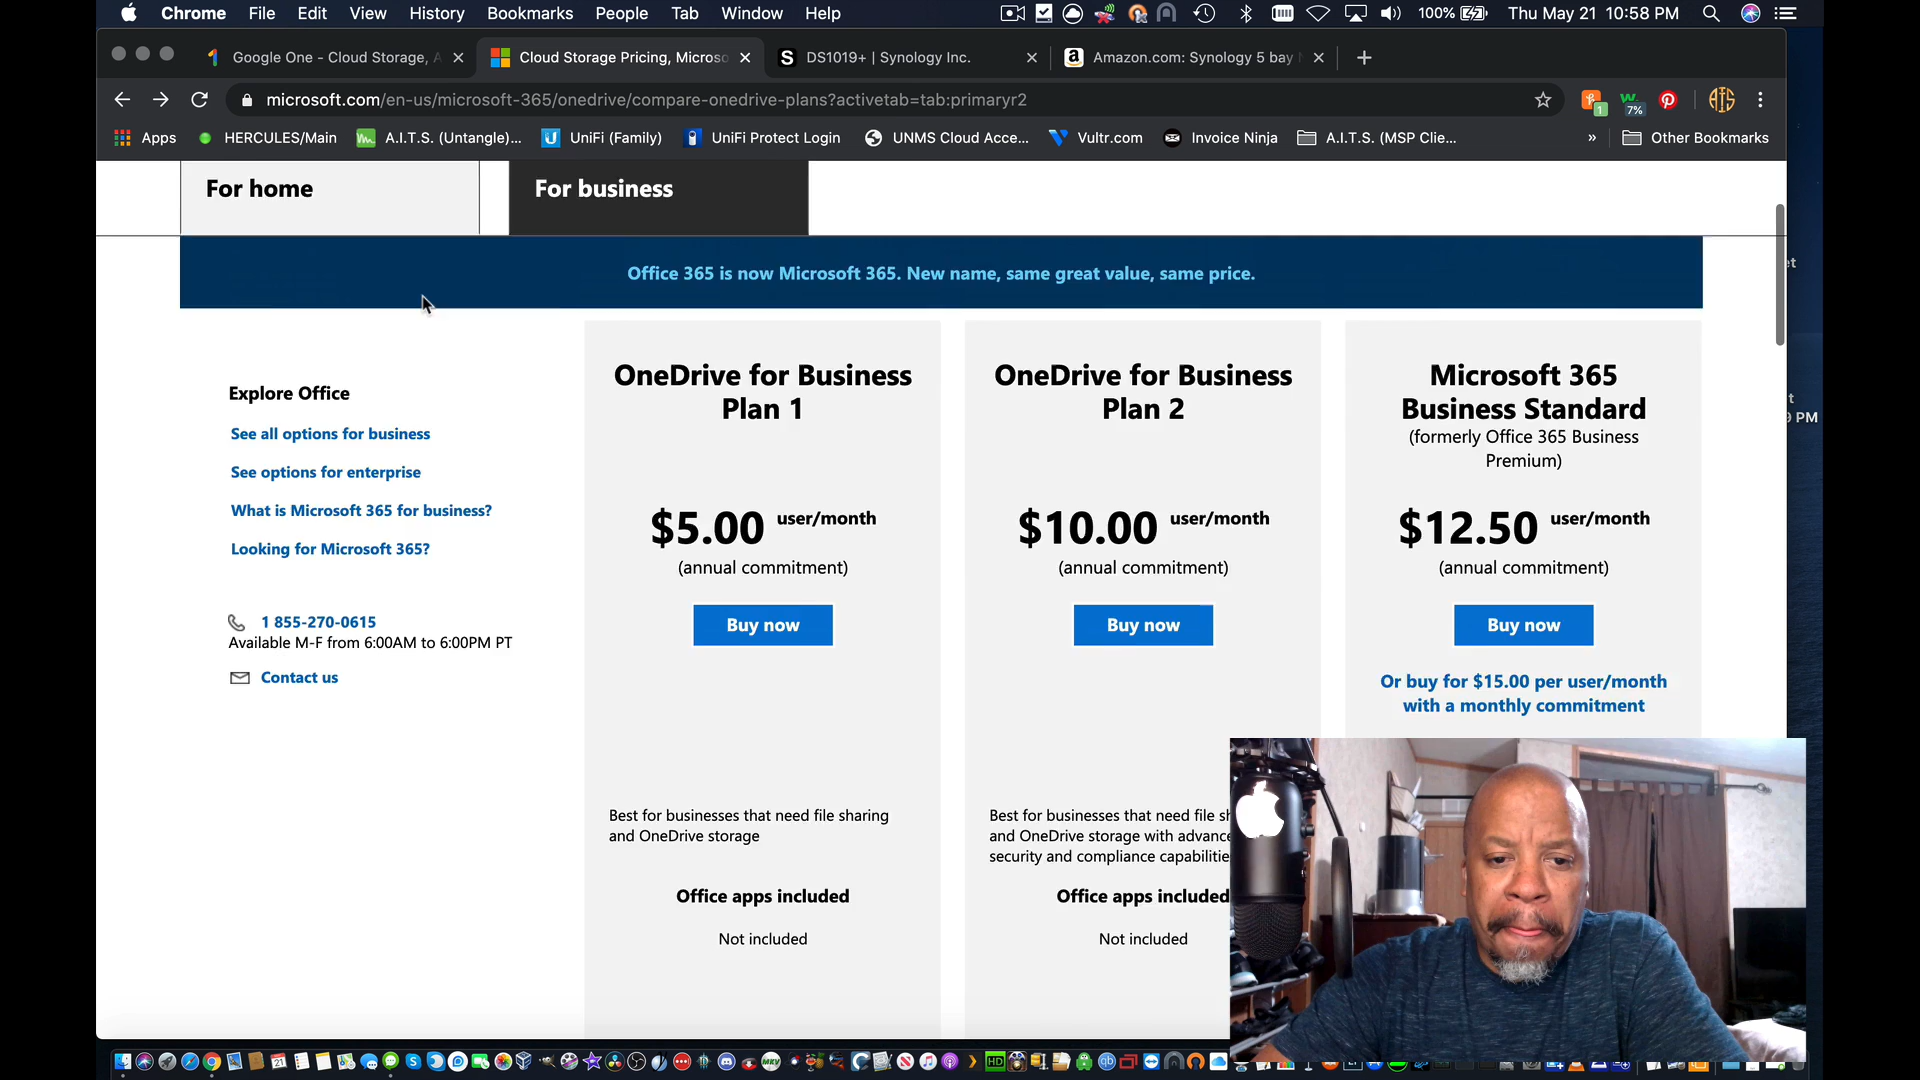 Chrome File Edit View History Bookmarks People Tab Window Help 100% Thu May 21 10:58 PM
Google One - Cloud Storage, A Cloud Storage Pricing, Microso DS1019+ | Synology Inc. Amazon.com: Synology 5 bay
microsoft.com/en-us/microsoft-365/onedrive/compare-onedrive-plans?activetab=tab:primaryr2
1
7%
Apps HERCULES/Main A.I.T.S. (Untangle)... UniFi (Family) UniFi Protect Login UNMS Cloud Acce... Vultr.com Invoice Ninja A.I.T.S. (MSP Clie... » Other Bookmarks
For home For business
Office 365 is now Microsoft 365. New name, same great value, same price.
Explore Office
See all options for business
See options for enterprise
What is Microsoft 365 for business?
Looking for Microsoft 365?
1 855-270-0615
Available M-F from 6:00AM to 6:00PM PT
Contact us
OneDrive for Business
Plan 1
$5.00 user/month
(annual commitment)
Buy now
Best for businesses that need file sharing
and OneDrive storage
Office apps included
Not included
OneDrive for Business
Plan 2
$10.00 user/month
(annual commitment)
Buy now
Best for businesses that need file sh
and OneDrive storage with advance
security and compliance capabilitie
Office apps included
Not included
Microsoft 365
Business Standard
(formerly Office 365 Business
Premium)
$12.50 user/month
(annual commitment)
Buy now
Or buy for $15.00 per user/month
with a monthly commitment
et
t
9 PM